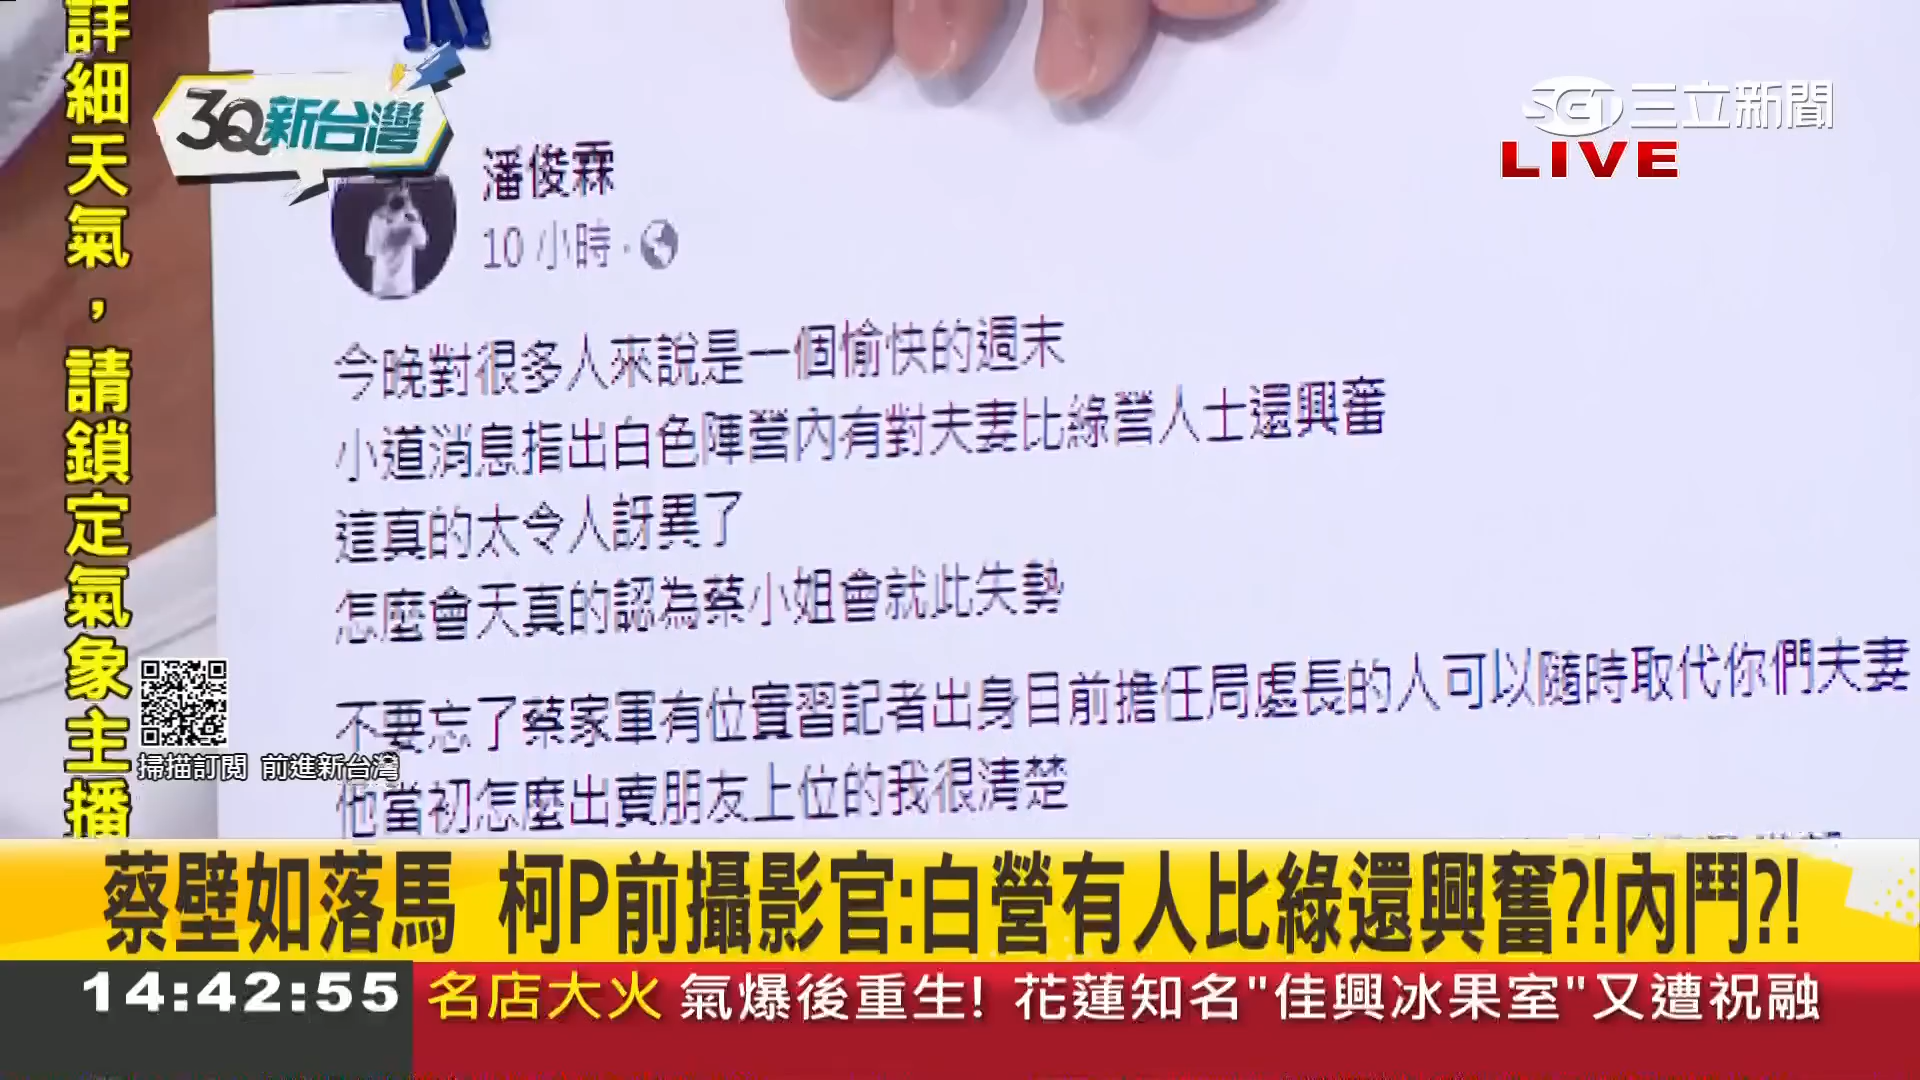 詳細天氣，請鎖定氣象主播
3Q新台灣
SET三立新聞
LIVE
潘俊霖
10 小時·
今晚對很多人來說是一個愉快的週末
小道消息指出白色陣營內有對夫妻比綠營人士還興奮
這真的太令人訝異了
怎麼會天真的認為蔡小姐會就此失勢
不要忘了蔡家軍有位實習記者出身目前擔任局處長的人可以隨時取代你們夫妻
他當初怎麼出賣朋友上位的我很清楚
掃描訂閱 前進新台灣
蔡壁如落馬 柯P前攝影官:白營有人比綠還興奮?!內鬥?!
14:42:55
名店大火 氣爆後重生! 花蓮知名"佳興冰果室"又遭祝融